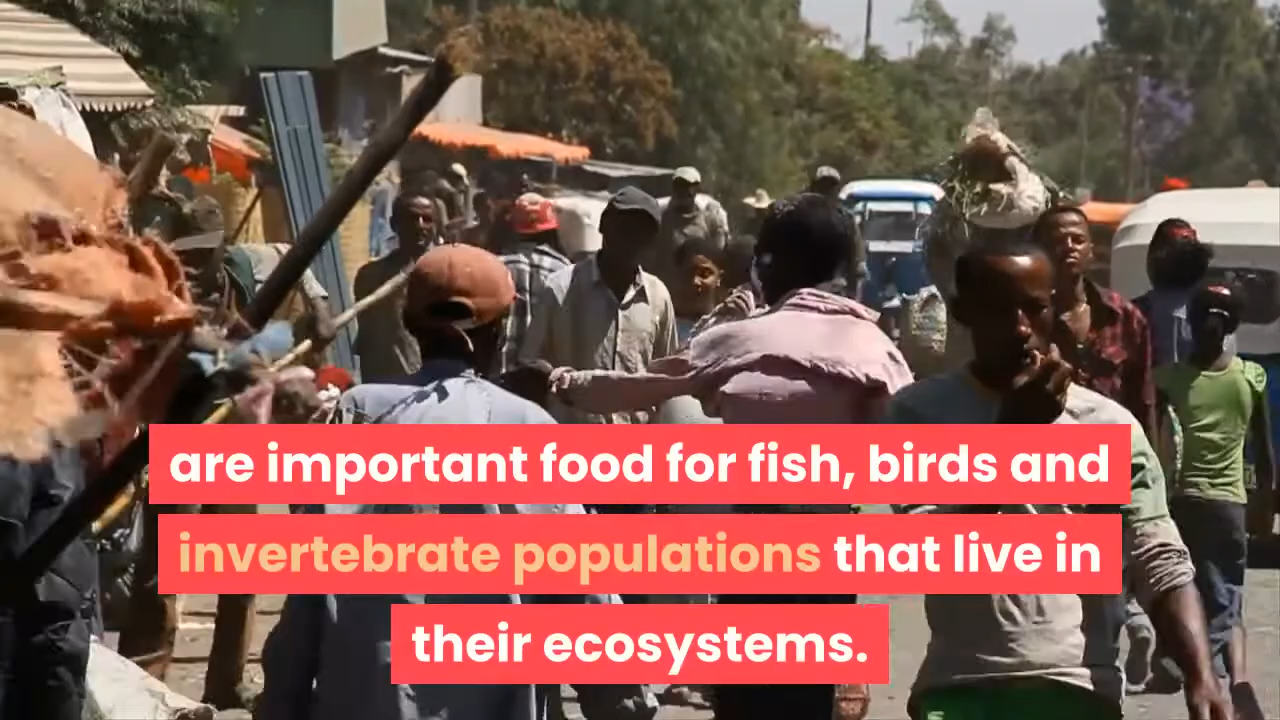 are important food for fish, birds and
invertebrate populations that live in
their ecosystems.